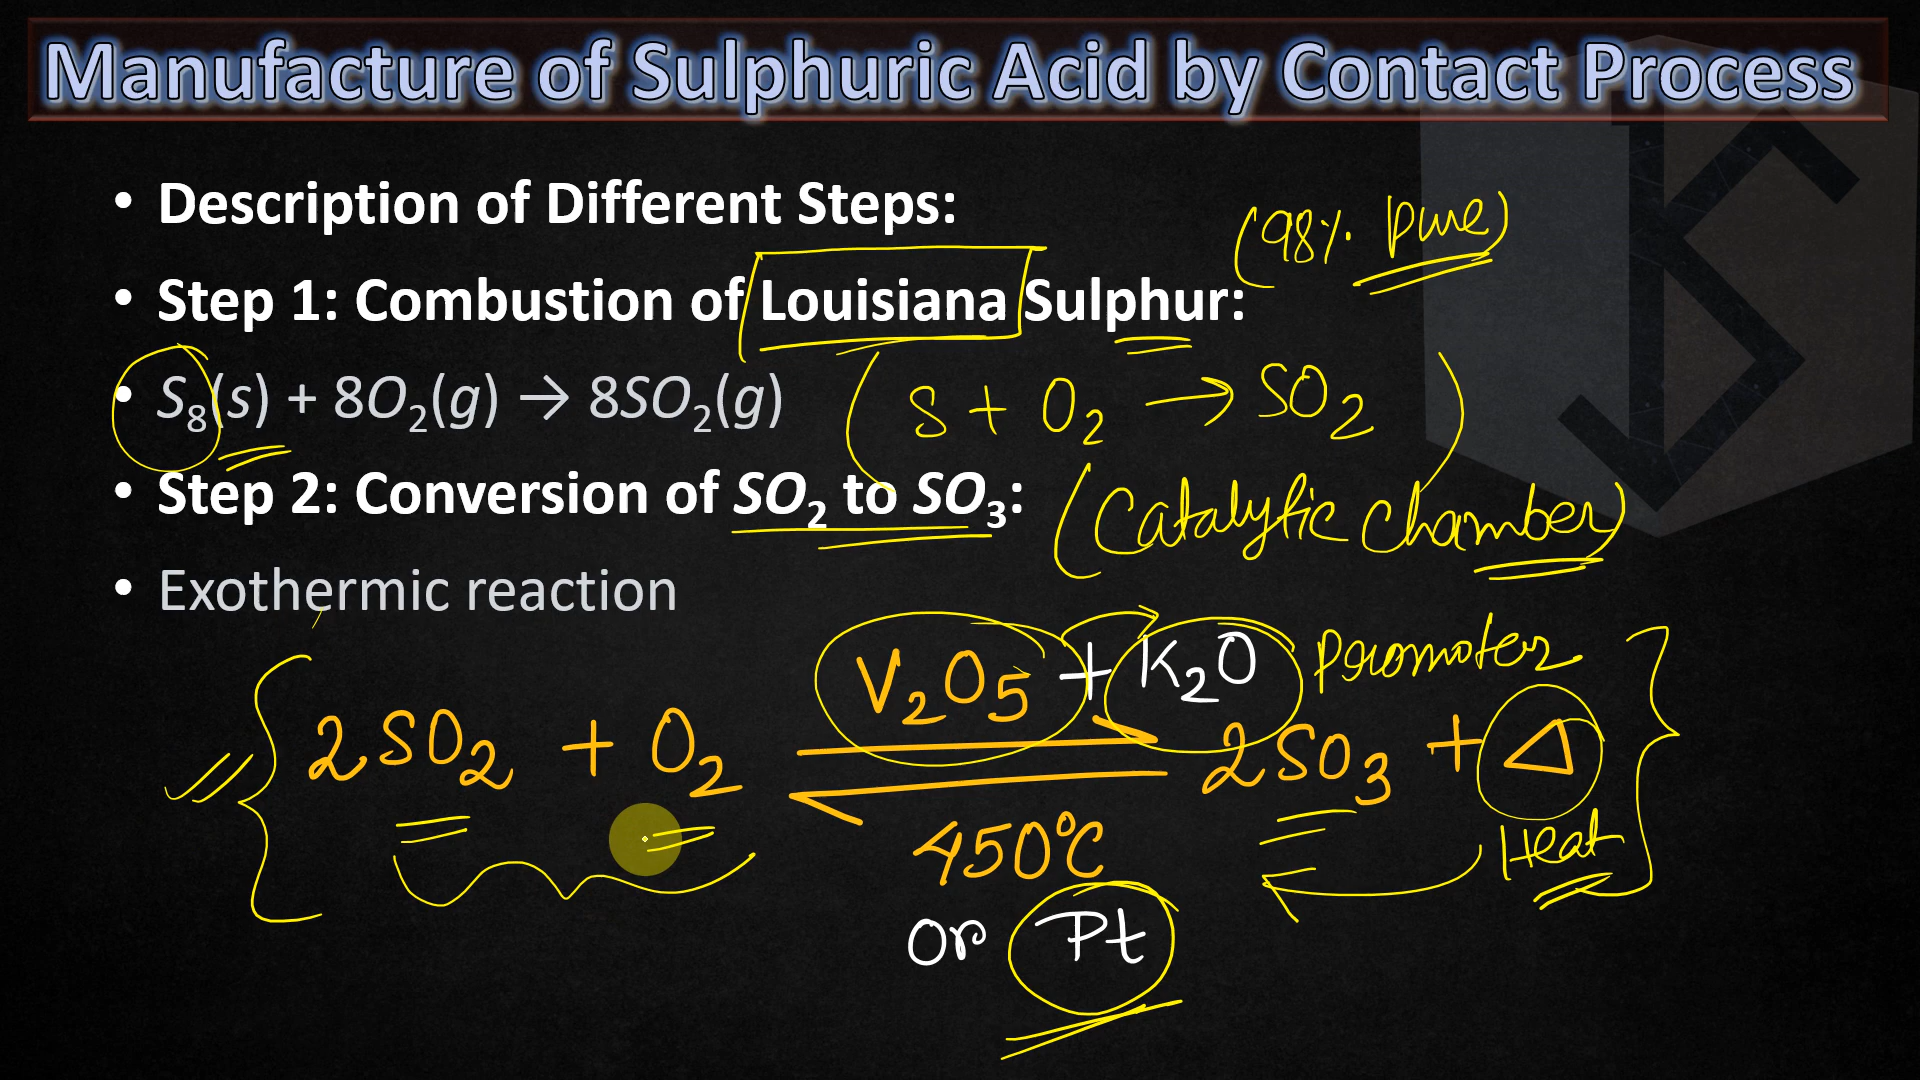 Manufacture of Sulphuric Acid by Contact Process
• Description of Different Steps:
(98% pure)
• Step 1: Combustion of Louisiana Sulphur:
• S₈(s) + 8O₂(g) → 8SO₂(g)
(S + O₂ → SO₂)
• Step 2: Conversion of SO₂ to SO₃:
(Catalytic Chamber)
• Exothermic reaction
V₂O₅ + K₂O Promoter
2SO₂ + O₂ ⇌ 2SO₃ + Δ
450°C
Heat
or Pt